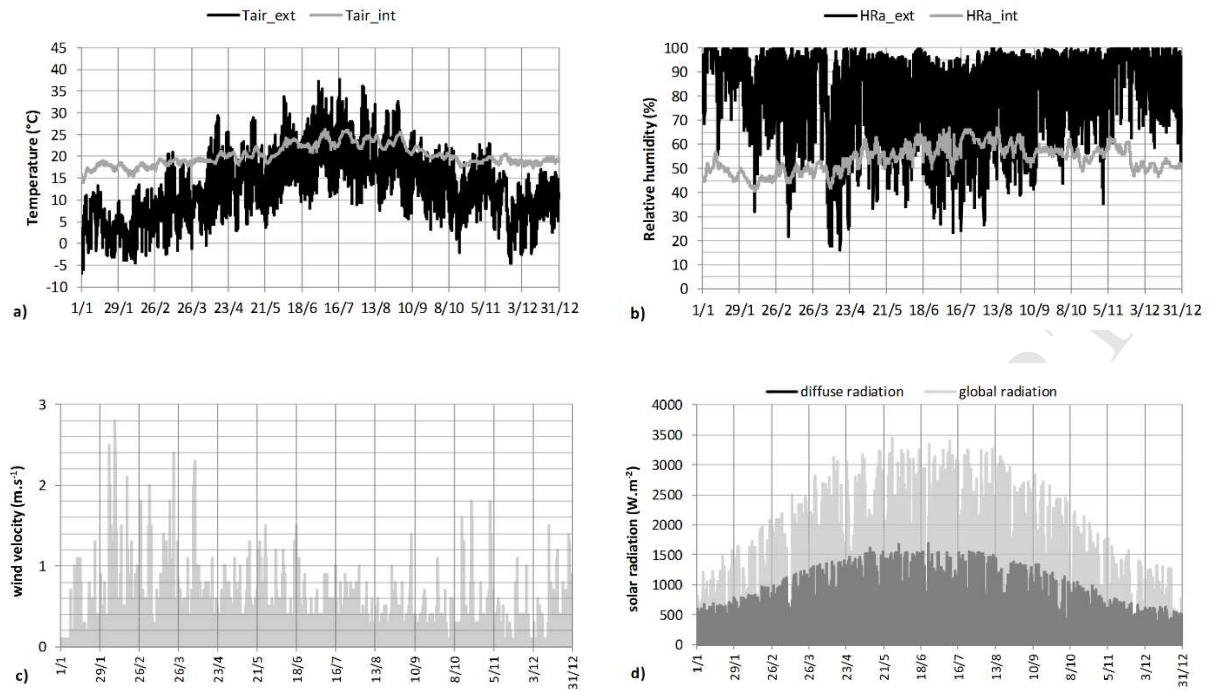 Tair_ext Tair_int
45
40
35
30
25
20
15
10
5
0
-5
-10
Temperature (°C)
1/1 29/1 26/2 26/3 23/4 21/5 18/6 16/7 13/8 10/9 8/10 5/11 3/12 31/12
a)
HRa_ext HRa_int
100
90
80
70
60
50
40
30
20
10
0
Relative humidity (%)
1/1 29/1 26/2 26/3 23/4 21/5 18/6 16/7 13/8 10/9 8/10 5/11 3/12 31/12
b)
3
2
1
0
wind velocity (m.s-1)
1/1 29/1 26/2 26/3 23/4 21/5 18/6 16/7 13/8 10/9 8/10 5/11 3/12 31/12
c)
diffuse radiation global radiation
4000
3500
3000
2500
2000
1500
1000
500
0
solar radiation (W.m-2)
1/1 29/1 26/2 26/3 23/4 21/5 18/6 16/7 13/8 10/9 8/10 5/11 3/12 31/12
d)